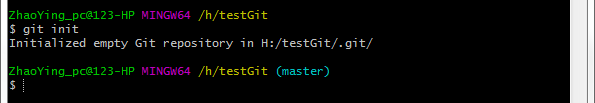 ZhaoYing_pc@123-HP MINGW64 /h/testGit
$ git init
Initialized empty Git repository in H:/testGit/.git/
ZhaoYing_pc@123-HP MINGW64 /h/testGit (master)
$